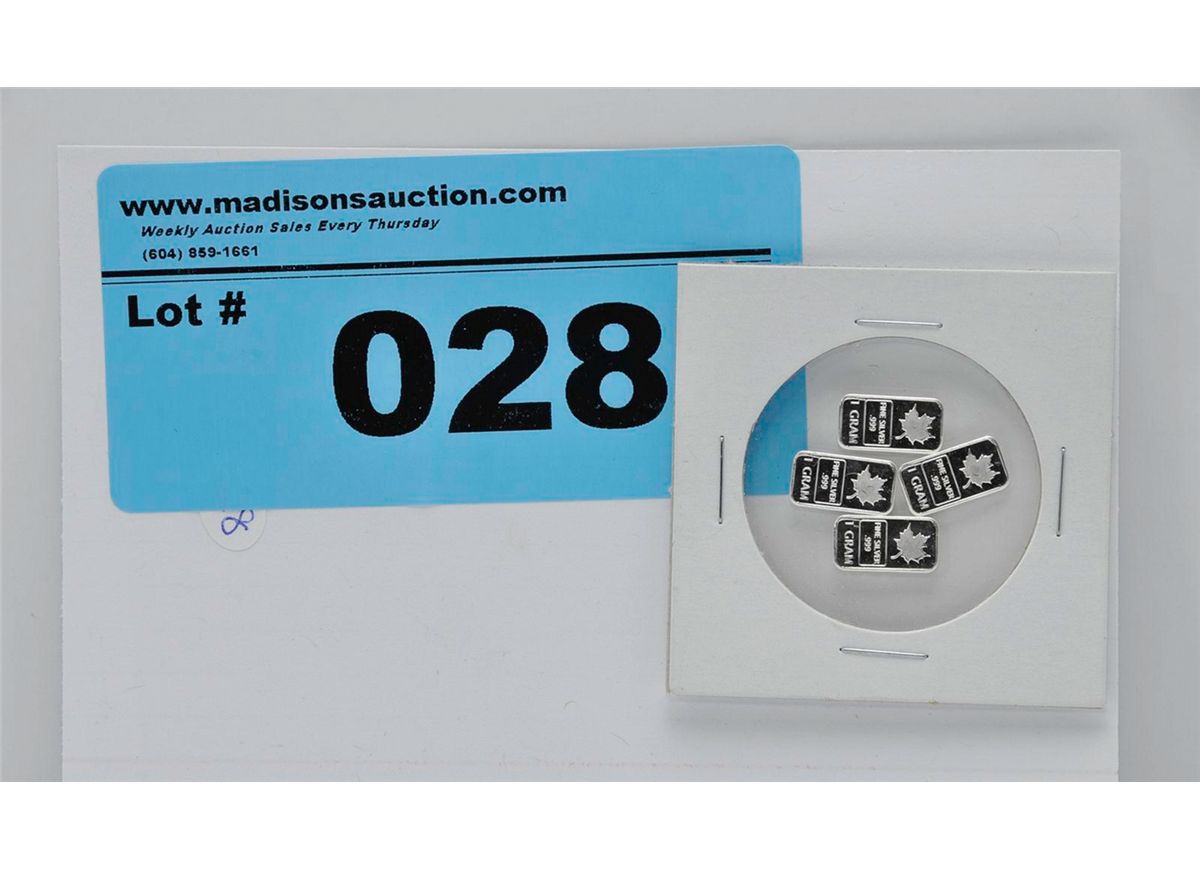 www.madisonsauction.com
Weekly Auction Sales Every Thursday
(604) 859-1661
Lot #
028
8
FINE SILVER
.999
1 GRAM
FINE SILVER
.999
1 GRAM
FINE SILVER
.999
1 GRAM
FINE SILVER
.999
1 GRAM